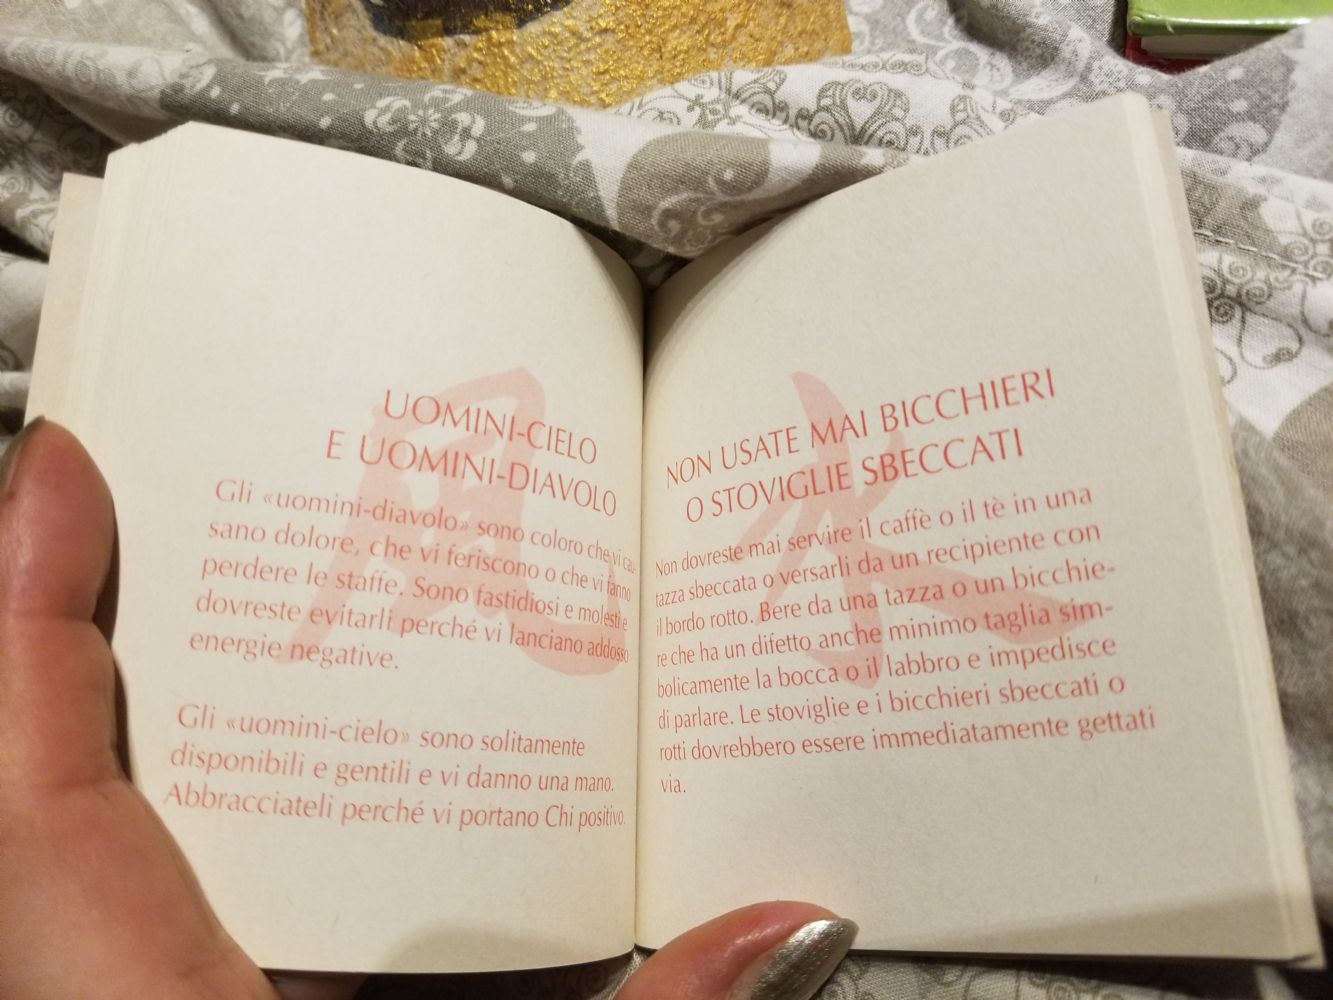 UOMINI-CIELO
E UOMINI-DIAVOLO
Gli «uomini-diavolo» sono coloro che vi cau-
sano dolore, che vi feriscono o che vi fanno
perdere le staffe. Sono fastidiosi e molesti e
dovreste evitarli perché vi lanciano addosso
energie negative.
Gli «uomini-cielo» sono solitamente
disponibili e gentili e vi danno una mano.
Abbracciateli perché vi portano Chi positivo.
風
NON USATE MAI BICCHIERI
O STOVIGLIE SBECCATI
Non dovreste mai servire il caffè o il tè in una
tazza sbeccata o versarli da un recipiente con
il bordo rotto. Bere da una tazza o un bicchie-
re che ha un difetto anche minimo taglia sim-
bolicamente la bocca o il labbro e impedisce
di parlare. Le stoviglie e i bicchieri sbeccati o
rotti dovrebbero essere immediatamente gettati
via.
水